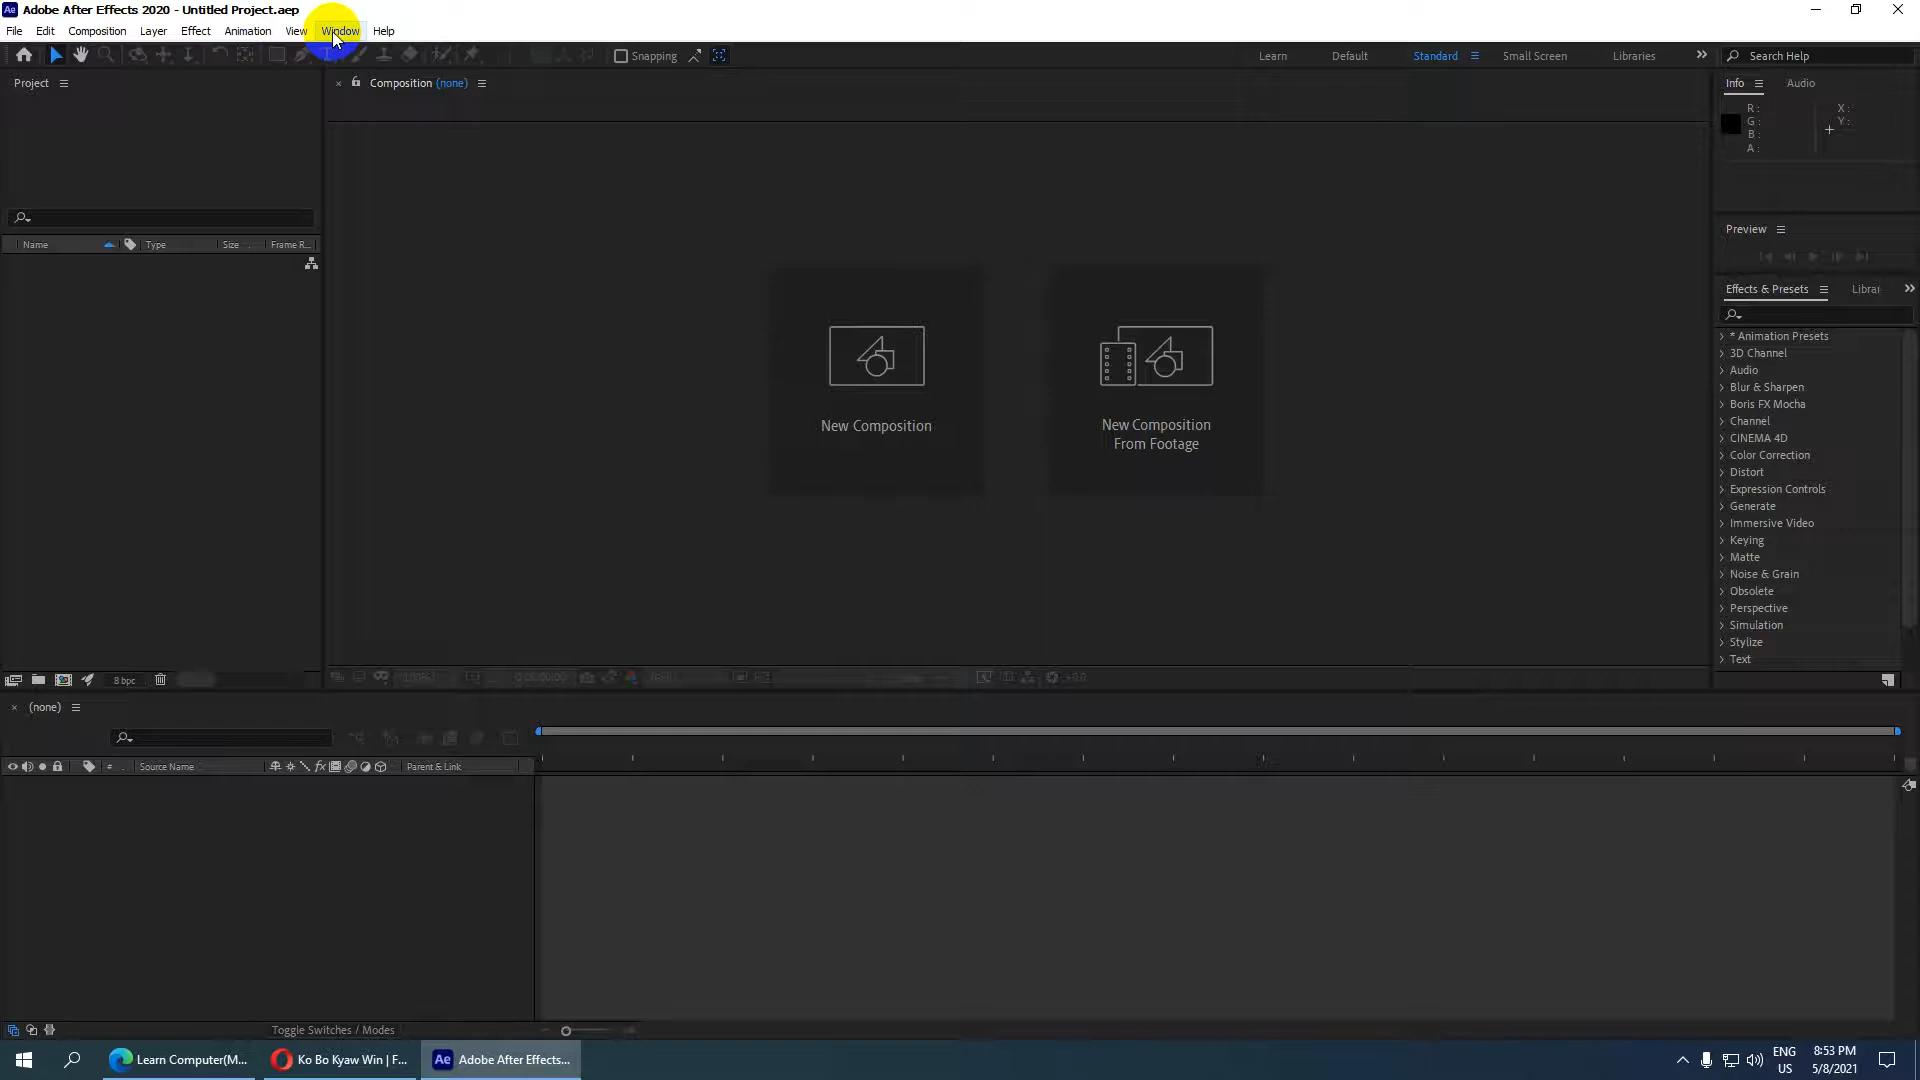 Adobe After Effects 2020 - Untitled Project.aep
File Edit Composition Layer Effect Animation View Window Help
Snapping Learn Default Standard Small Screen Libraries Search Help
Project
Composition (none)
Info Audio
R : X :
G : Y :
B :
A :
Preview
Name Type Size Frame R...
Effects & Presets Librar
* Animation Presets
3D Channel
Audio
Blur & Sharpen
Boris FX Mocha
Channel
CINEMA 4D
Color Correction
Distort
Expression Controls
Generate
Immersive Video
Keying
Matte
Noise & Grain
Obsolete
Perspective
Simulation
Stylize
Text
New Composition
New Composition
From Footage
8 bpc
(none)
# Source Name fx Parent & Link
Toggle Switches / Modes
Learn Computer(M... Ko Bo Kyaw Win | F... Ae Adobe After Effects...
ENG
US
8:53 PM
5/8/2021